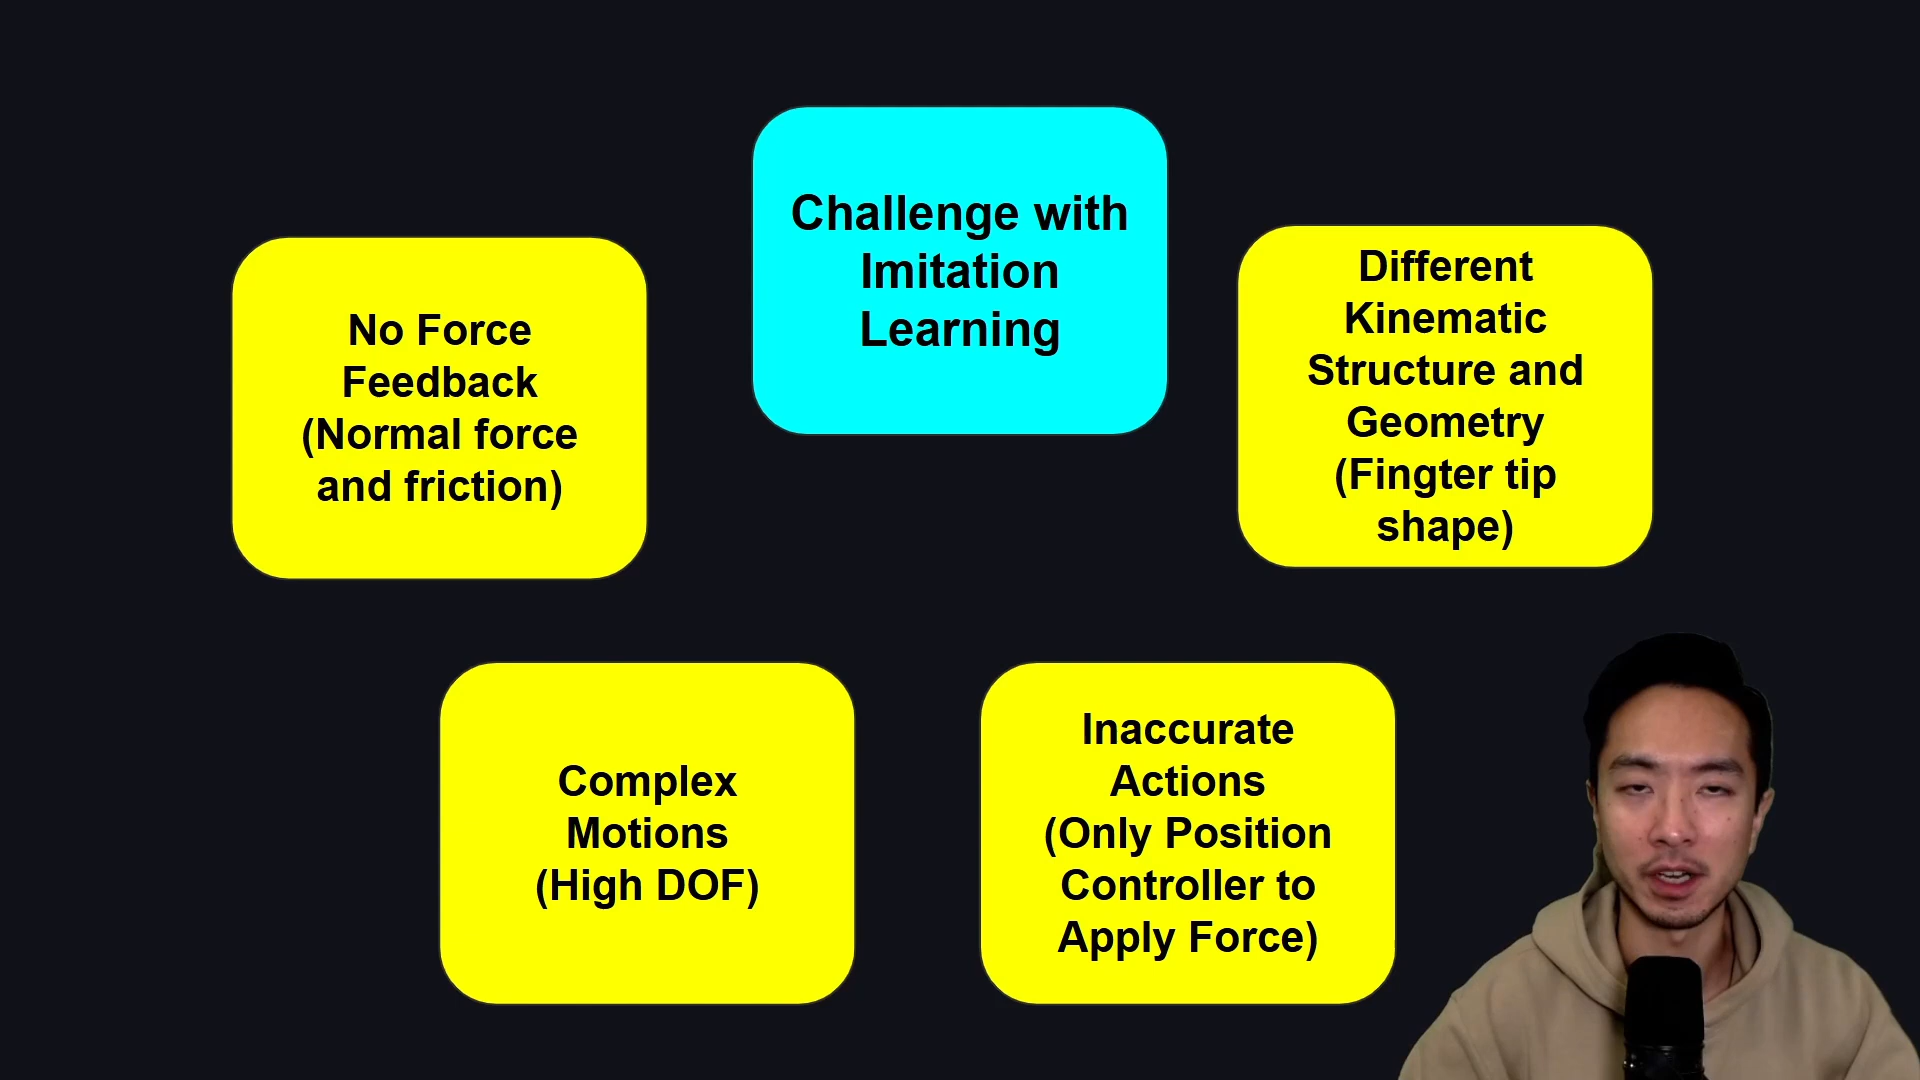 Challenge with
Imitation
Learning
No Force
Feedback
(Normal force
and friction)
Different
Kinematic
Structure and
Geometry
(Fingter tip
shape)
Complex
Motions
(High DOF)
Inaccurate
Actions
(Only Position
Controller to
Apply Force)